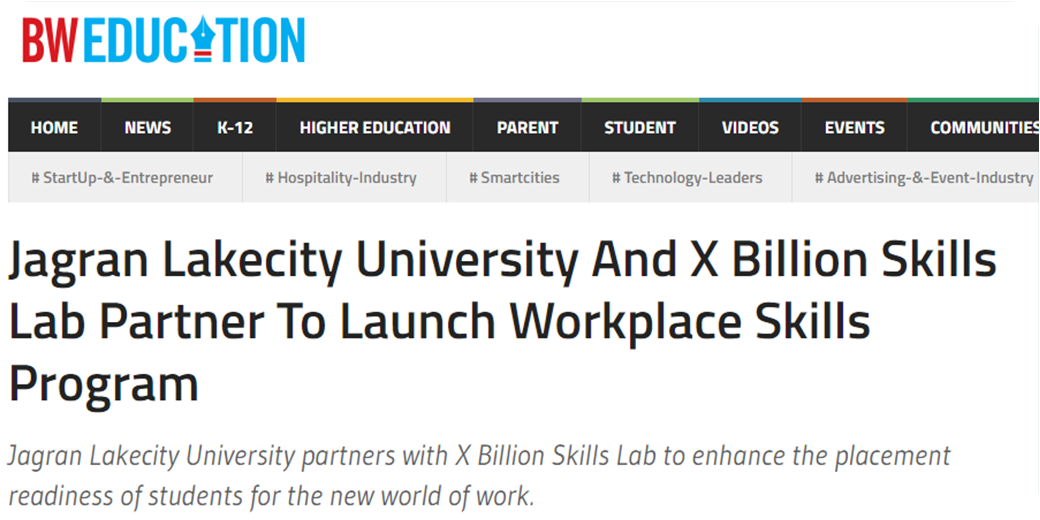 BW EDUCATION
HOME NEWS K-12 HIGHER EDUCATION PARENT STUDENT VIDEOS EVENTS COMMUNITIES
# StartUp-&-Entrepreneur # Hospitality-Industry # Smartcities # Technology-Leaders # Advertising-&-Event-Industry
Jagran Lakecity University And X Billion Skills
Lab Partner To Launch Workplace Skills
Program
Jagran Lakecity University partners with X Billion Skills Lab to enhance the placement
readiness of students for the new world of work.